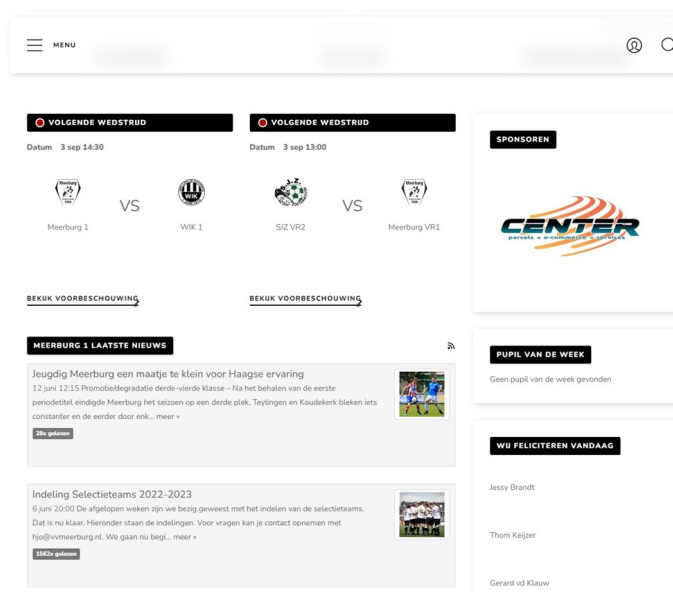 MENU
VOLGENDE WEDSTRIJD
Datum 3 sep 14:30
VS
Meerburg 1
WIK 1
BEKIJK VOORBESCHOUWING
VOLGENDE WEDSTRIJD
Datum 3 sep 13:00
VS
SJZ VR2
Meerburg VR1
BEKIJK VOORBESCHOUWING
MEERBURG 1 LAATSTE NIEUWS
Jeugdig Meerburg een maatje te klein voor Haagse ervaring
12 juni 12:15 Promotie/degradatie derde-vierde klasse – Na het behalen van de eerste
periodetitel eindigde Meerburg het seizoen op een derde plek, Teylingen en Koudekerk bleken iets
constanter en de eerder door enk... meer »
28x gelezen
Indeling Selectieteams 2022-2023
6 juni 20:00 De afgelopen weken zijn we bezig geweest met het indelen van de selectieteams.
Dat is nu klaar. Hieronder staan de indelingen. Voor vragen kan je contact opnemen met
hjo@vvmeerburg.nl. We gaan nu begi... meer »
1562x gelezen
SPONSOREN
CENTER
parcels e-commerce services
PUPIL VAN DE WEEK
Geen pupil van de week gevonden
WIJ FELICITEREN VANDAAG
Jessy Brandt
Thom Keijzer
Gerard vd Klauw